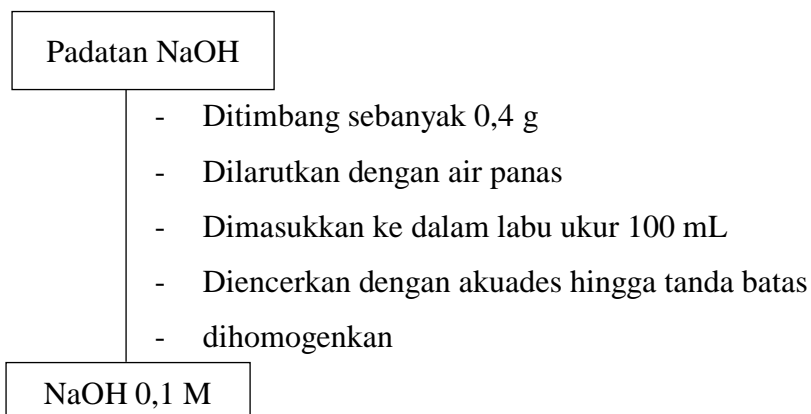 Padatan NaOH
- Ditimbang sebanyak 0,4 g
- Dilarutkan dengan air panas
- Dimasukkan ke dalam labu ukur 100 mL
- Diencerkan dengan akuades hingga tanda batas
- dihomogenkan
NaOH 0,1 M